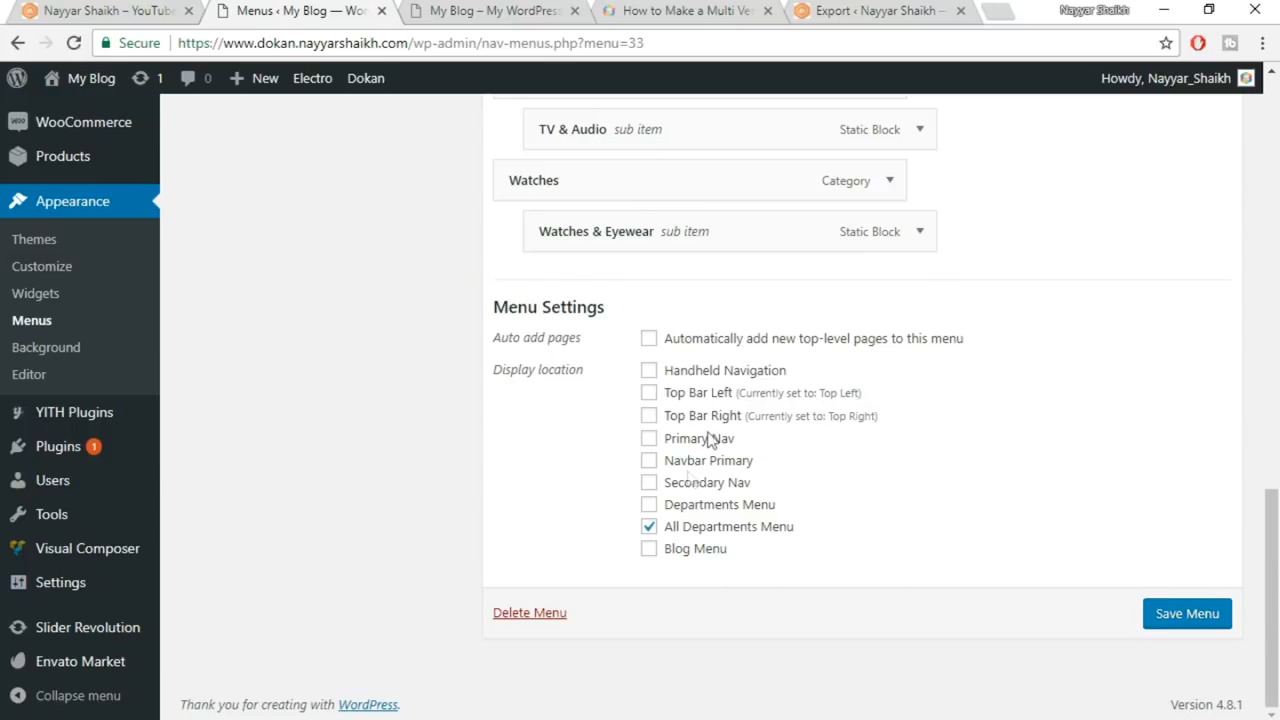 Nayyar Shaikh – YouTube
Menus ‹ My Blog — Wor
My Blog – My WordPress
How to Make a Multi Ve
Export ‹ Nayyar Shaikh —
Nayyar Shaikh
Secure
https://www.dokan.nayyarshaikh.com/wp-admin/nav-menus.php?menu=33
My Blog
1
0
New
Electro
Dokan
Howdy, Nayyar_Shaikh
WooCommerce
Products
Appearance
Themes
Customize
Widgets
Menus
Background
Editor
YITH Plugins
Plugins 1
Users
Tools
Visual Composer
Settings
Slider Revolution
Envato Market
Collapse menu
TV & Audio sub item Static Block
Watches Category
Watches & Eyewear sub item Static Block
Menu Settings
Auto add pages Automatically add new top-level pages to this menu
Display location Handheld Navigation
Top Bar Left (Currently set to: Top Left)
Top Bar Right (Currently set to: Top Right)
Primary Nav
Navbar Primary
Secondary Nav
Departments Menu
All Departments Menu
Blog Menu
Delete Menu
Save Menu
Thank you for creating with WordPress.
Version 4.8.1